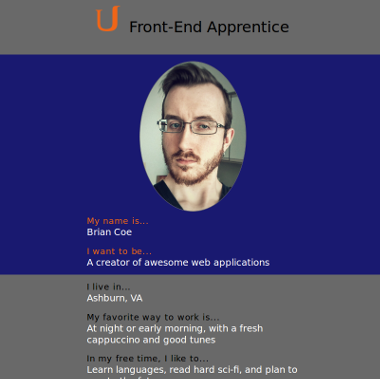 U Front-End Apprentice
My name is...
Brian Coe
I want to be...
A creator of awesome web applications
I live in...
Ashburn, VA
My favorite way to work is...
At night or early morning, with a fresh
cappuccino and good tunes
In my free time, I like to...
Learn languages, read hard sci-fi, and plan to